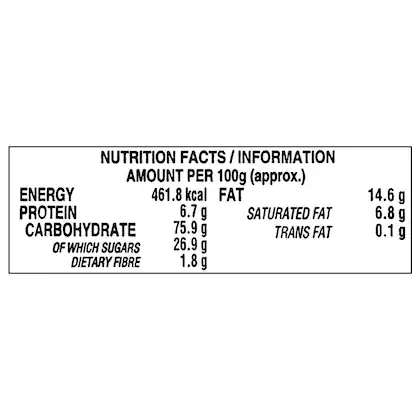 NUTRITION FACTS / INFORMATION
AMOUNT PER 100g (approx.)
ENERGY 461.8 kcal
PROTEIN 6.7 g
CARBOHYDRATE 75.9 g
OF WHICH SUGARS 26.9 g
DIETARY FIBRE 1.8 g
FAT 14.6 g
SATURATED FAT 6.8 g
TRANS FAT 0.1 g